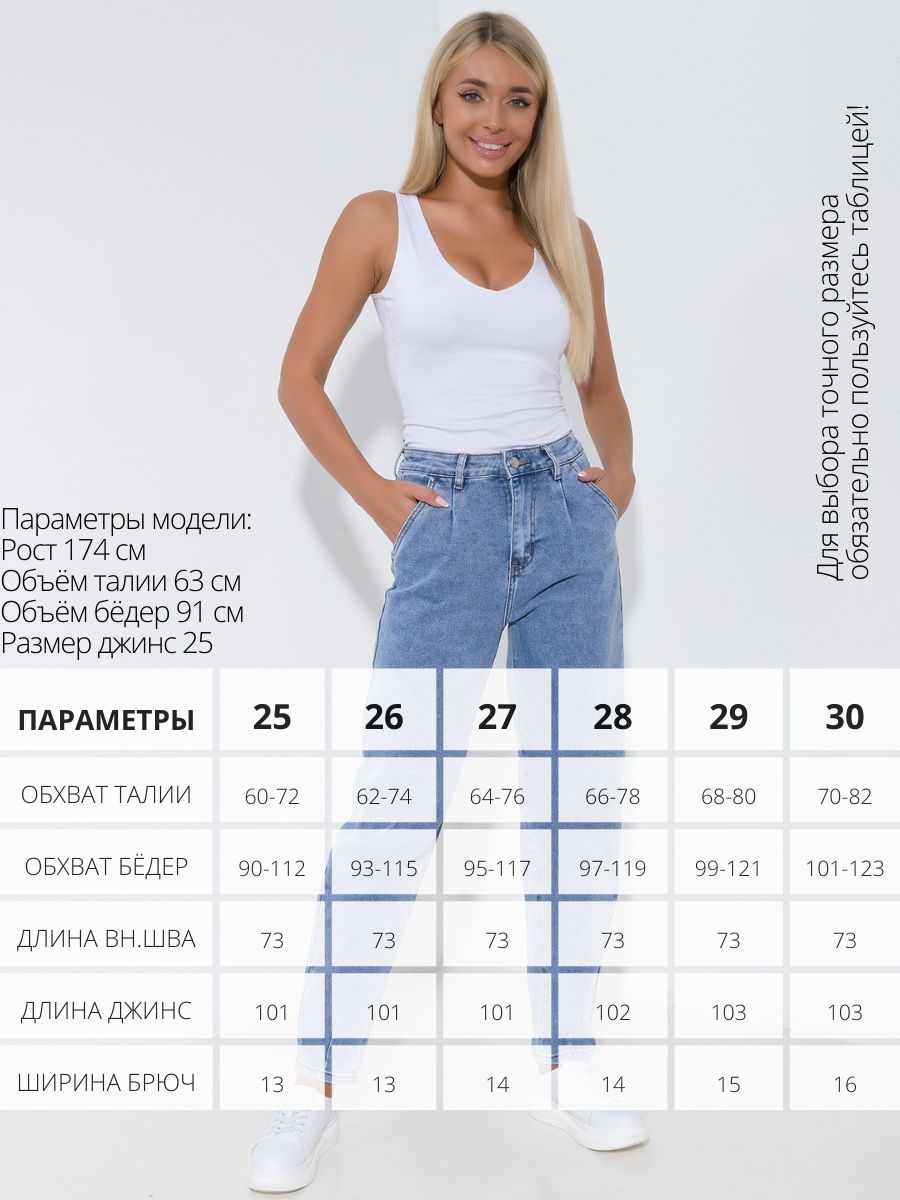 Для выбора точного размера
обязательно пользуйтесь таблицей!
Параметры модели:
Рост 174 см
Объём талии 63 см
Объём бёдер 91 см
Размер джинс 25
ПАРАМЕТРЫ 25 26 27 28 29 30
ОБХВАТ ТАЛИИ 60-72 62-74 64-76 66-78 68-80 70-82
ОБХВАТ БЁДЕР 90-112 93-115 95-117 97-119 99-121 101-123
ДЛИНА ВН.ШВА 73 73 73 73 73 73
ДЛИНА ДЖИНС 101 101 101 102 103 103
ШИРИНА БРЮЧ 13 13 14 14 15 16